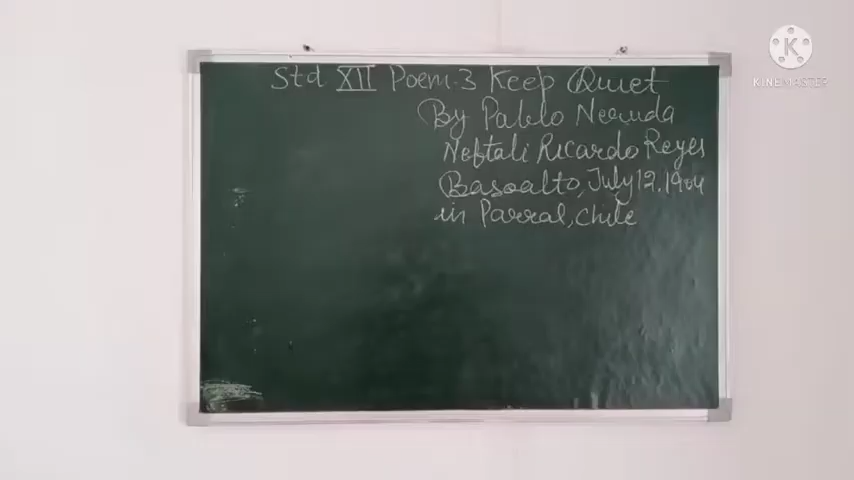 Std XII Poem.3 Keep Quiet
By Pablo Neruda
Neftali Ricardo Reyes
Basoalto, July 12.1904
in Parral, Chile
KINEMASTER